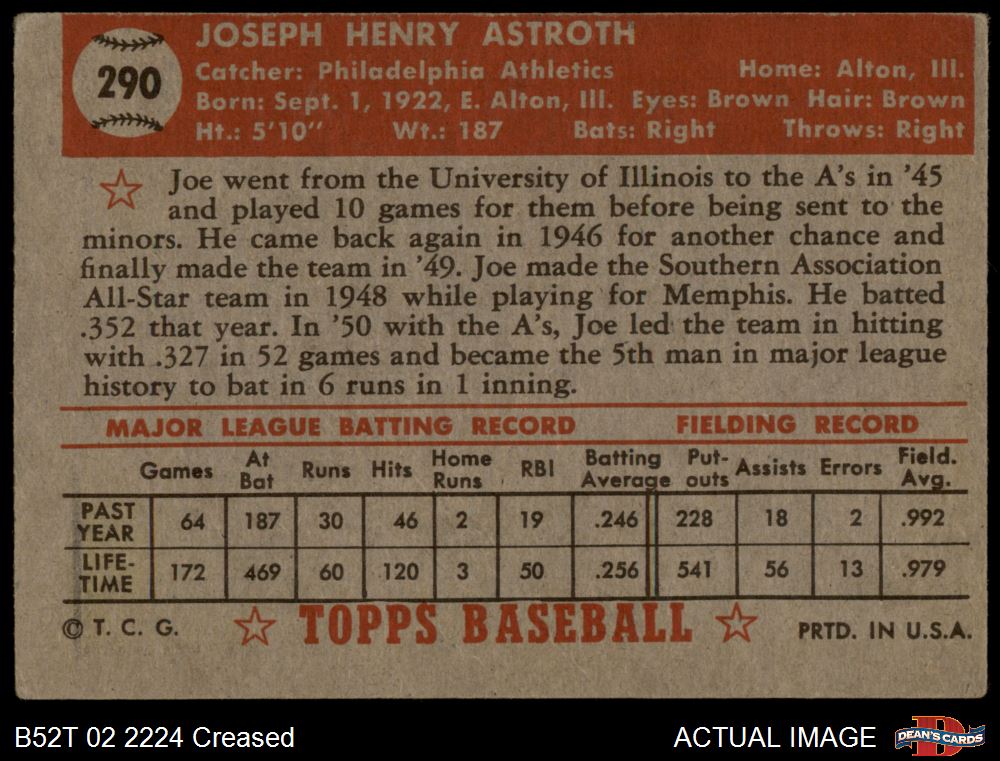 290
JOSEPH HENRY ASTROTH
Catcher: Philadelphia Athletics Home: Alton, Ill.
Born: Sept. 1, 1922, E. Alton, Ill. Eyes: Brown Hair: Brown
Ht.: 5'10" Wt.: 187 Bats: Right Throws: Right
Joe went from the University of Illinois to the A's in '45
and played 10 games for them before being sent to the
minors. He came back again in 1946 for another chance and
finally made the team in '49. Joe made the Southern Association
All-Star team in 1948 while playing for Memphis. He batted
.352 that year. In '50 with the A's, Joe led the team in hitting
with .327 in 52 games and became the 5th man in major league
history to bat in 6 runs in 1 inning.
MAJOR LEAGUE BATTING RECORD FIELDING RECORD
Games At Bat Runs Hits Home Runs RBI Batting Average Put-outs Assists Errors Field. Avg.
PAST YEAR 64 187 30 46 2 19 .246 228 18 2 .992
LIFE-TIME 172 469 60 120 3 50 .256 541 56 13 .979
© T. C. G. TOPPS BASEBALL PRTD. IN U.S.A.
B52T 02 2224 Creased ACTUAL IMAGE DEAN'S CARDS